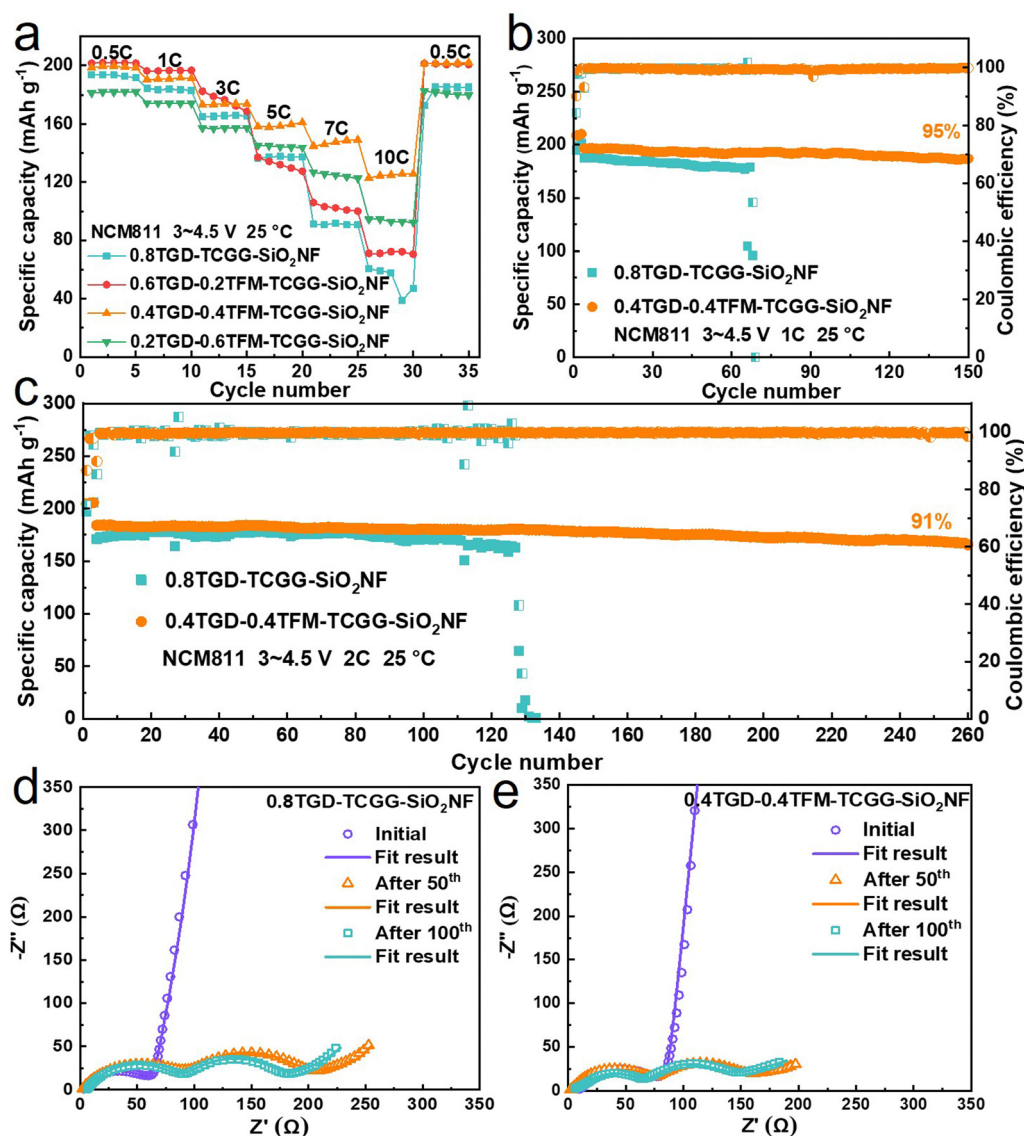 a
Specific capacity (mAh g⁻¹)
200
160
120
80
40
0
0.5C
1C
3C
5C
7C
10C
0.5C
NCM811 3~4.5 V 25 °C
0.8TGD-TCGG-SiO₂NF
0.6TGD-0.2TFM-TCGG-SiO₂NF
0.4TGD-0.4TFM-TCGG-SiO₂NF
0.2TGD-0.6TFM-TCGG-SiO₂NF
0 5 10 15 20 25 30 35
Cycle number
b
Specific capacity (mAh g⁻¹)
300
250
200
150
100
50
0
95%
0.8TGD-TCGG-SiO₂NF
0.4TGD-0.4TFM-TCGG-SiO₂NF
NCM811 3~4.5 V 1C 25 °C
100
80
60
40
20
0
Coulombic efficiency (%)
0 30 60 90 120 150
Cycle number
c
Specific capacity (mAh g⁻¹)
300
250
200
150
100
50
0
91%
0.8TGD-TCGG-SiO₂NF
0.4TGD-0.4TFM-TCGG-SiO₂NF
NCM811 3~4.5 V 2C 25 °C
100
80
60
40
20
0
Coulombic efficiency (%)
0 20 40 60 80 100 120 140 160 180 200 220 240 260
Cycle number
d
-Z'' (Ω)
350
300
250
200
150
100
50
0
0.8TGD-TCGG-SiO₂NF
Initial
Fit result
After 50ᵗʰ
Fit result
After 100ᵗʰ
Fit result
0 50 100 150 200 250 300 350
Z' (Ω)
e
-Z'' (Ω)
350
300
250
200
150
100
50
0
0.4TGD-0.4TFM-TCGG-SiO₂NF
Initial
Fit result
After 50ᵗʰ
Fit result
After 100ᵗʰ
Fit result
0 50 100 150 200 250 300 350
Z' (Ω)